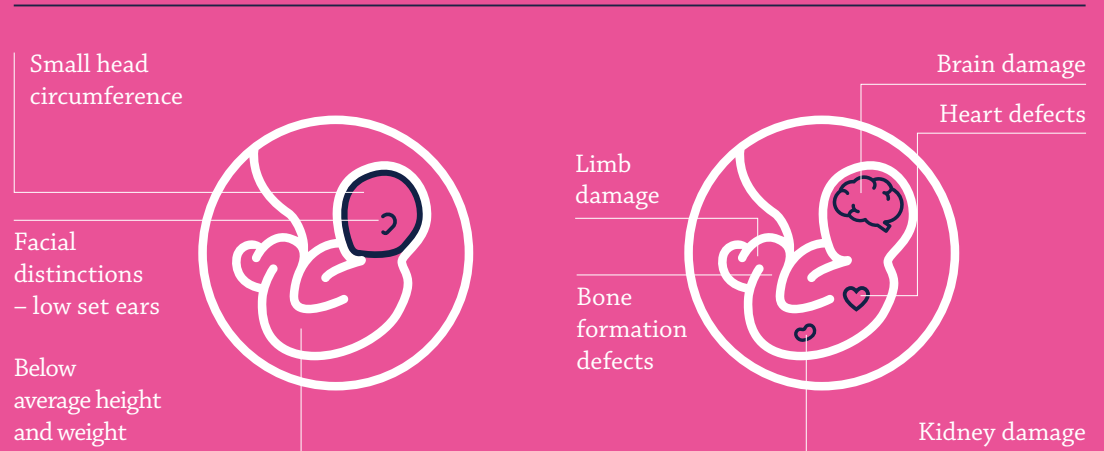 Small head
circumference
Facial
distinctions
– low set ears
Below
average height
and weight
Brain damage
Heart defects
Limb
damage
Bone
formation
defects
Kidney damage